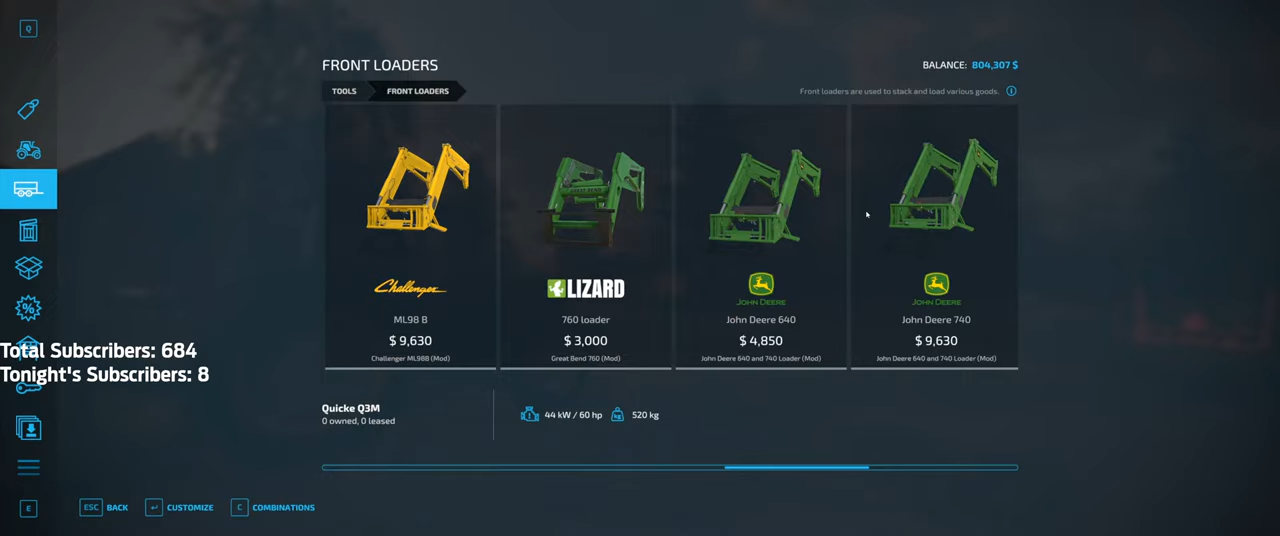 Q
FRONT LOADERS
BALANCE: 804,307 $
TOOLS
FRONT LOADERS
Front loaders are used to stack and load various goods.
Challenger
ML98 B
$ 9,630
Challenger ML98B (Mod)
GREAT BEND
LIZARD
760 loader
$ 3,000
Great Bend 760 (Mod)
JOHN DEERE
John Deere 640
$ 4,850
John Deere 640 and 740 Loader (Mod)
JOHN DEERE
John Deere 740
$ 9,630
John Deere 640 and 740 Loader (Mod)
Total Subscribers: 684
Tonight's Subscribers: 8
Quicke Q3M
0 owned, 0 leased
44 kW / 60 hp
kg
520 kg
E
ESC BACK
CUSTOMIZE
C COMBINATIONS